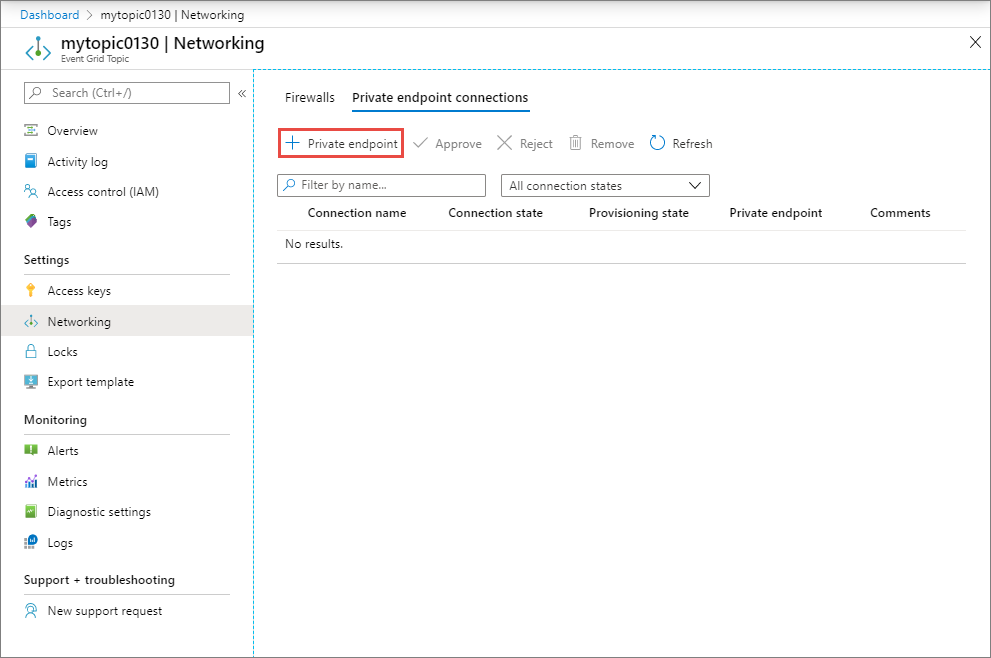 Dashboard > mytopic0130 | Networking
mytopic0130 | Networking
Event Grid Topic
Search (Ctrl+/)
«
Overview
Activity log
Access control (IAM)
Tags
Settings
Access keys
Networking
Locks
Export template
Monitoring
Alerts
Metrics
Diagnostic settings
Logs
Support + troubleshooting
New support request
Firewalls Private endpoint connections
Private endpoint Approve Reject Remove Refresh
Filter by name... All connection states
Connection name Connection state Provisioning state Private endpoint Comments
No results.